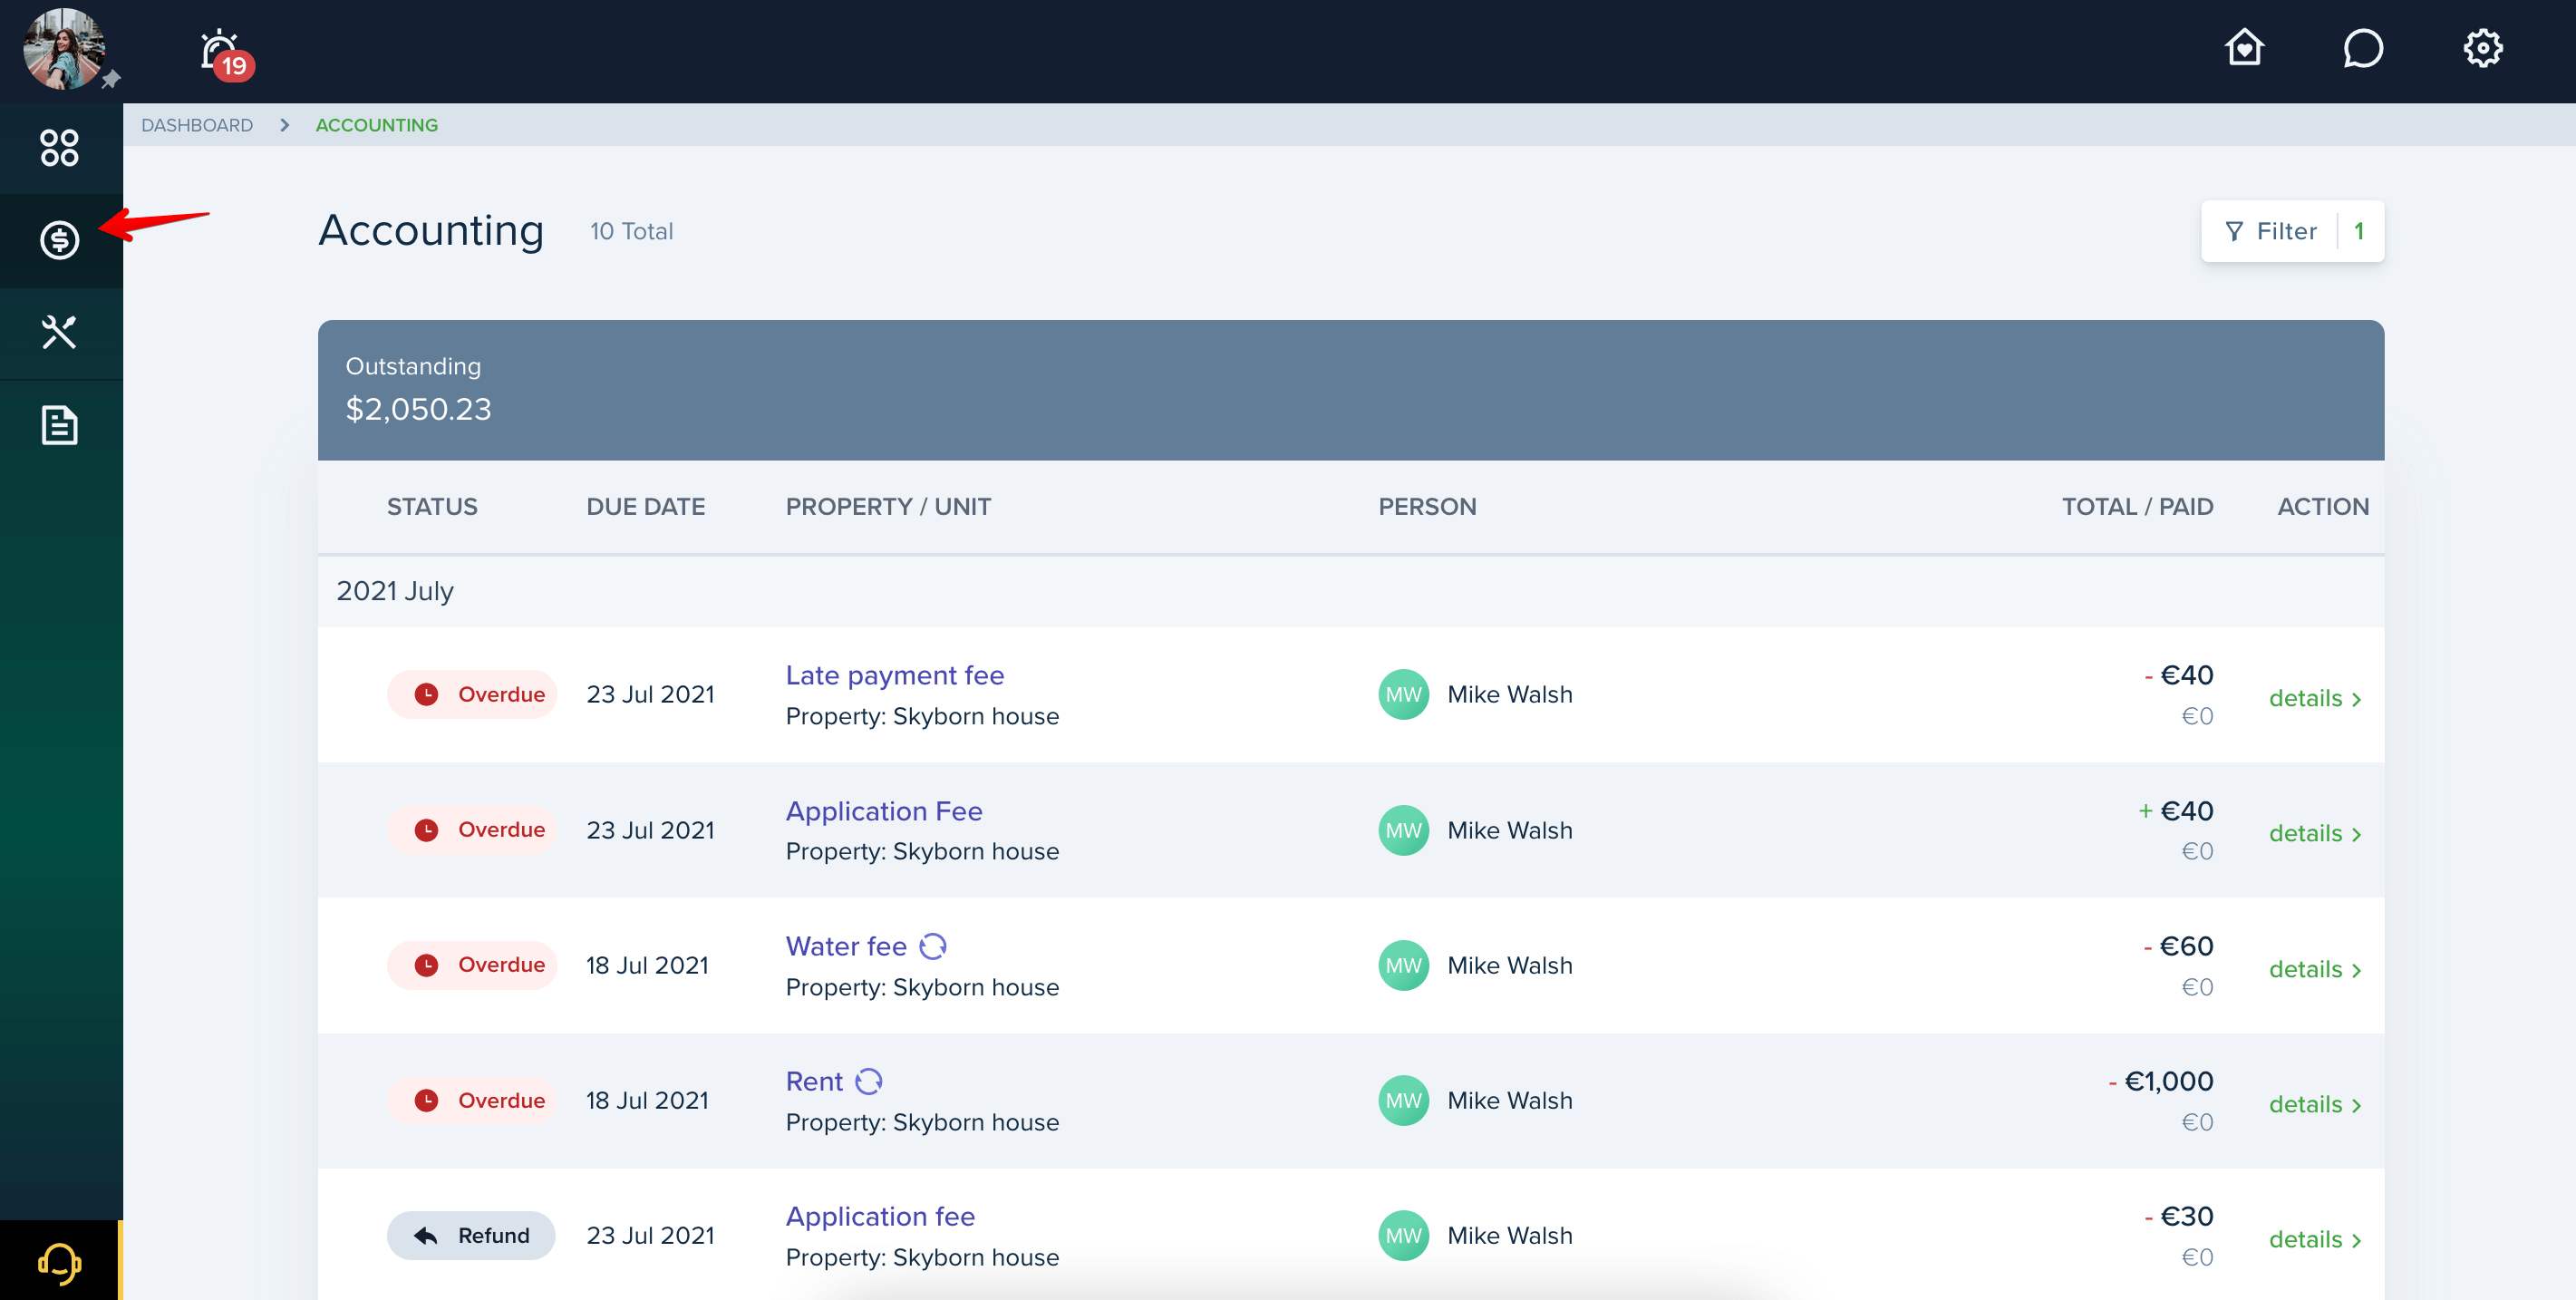 19
DASHBOARD > ACCOUNTING
Accounting 10 Total
Filter 1
Outstanding
$2,050.23
STATUS DUE DATE PROPERTY / UNIT PERSON TOTAL / PAID ACTION
2021 July
Overdue 23 Jul 2021 Late payment fee MW Mike Walsh - €40 details >
Property: Skyborn house €0
Overdue 23 Jul 2021 Application Fee MW Mike Walsh + €40 details >
Property: Skyborn house €0
Overdue 18 Jul 2021 Water fee MW Mike Walsh - €60 details >
Property: Skyborn house €0
Overdue 18 Jul 2021 Rent MW Mike Walsh - €1,000 details >
Property: Skyborn house €0
Refund 23 Jul 2021 Application fee MW Mike Walsh - €30 details >
Property: Skyborn house €0